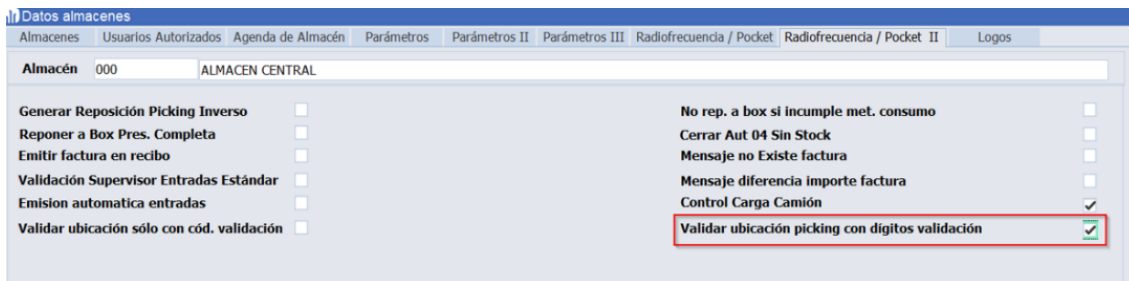 Datos almacenes
Almacenes Usuarios Autorizados Agenda de Almacén Parámetros Parámetros II Parámetros III Radiofrecuencia / Pocket Radiofrecuencia / Pocket II Logos
Almacén 000 ALMACEN CENTRAL
Generar Reposición Picking Inverso No rep. a box si incumple met. consumo
Reponer a Box Pres. Completa Cerrar Aut 04 Sin Stock
Emitir factura en recibo Mensaje no Existe factura
Validación Supervisor Entradas Estándar Mensaje diferencia importe factura
Emision automatica entradas Control Carga Camión
Validar ubicación sólo con cód. validación Validar ubicación picking con dígitos validación